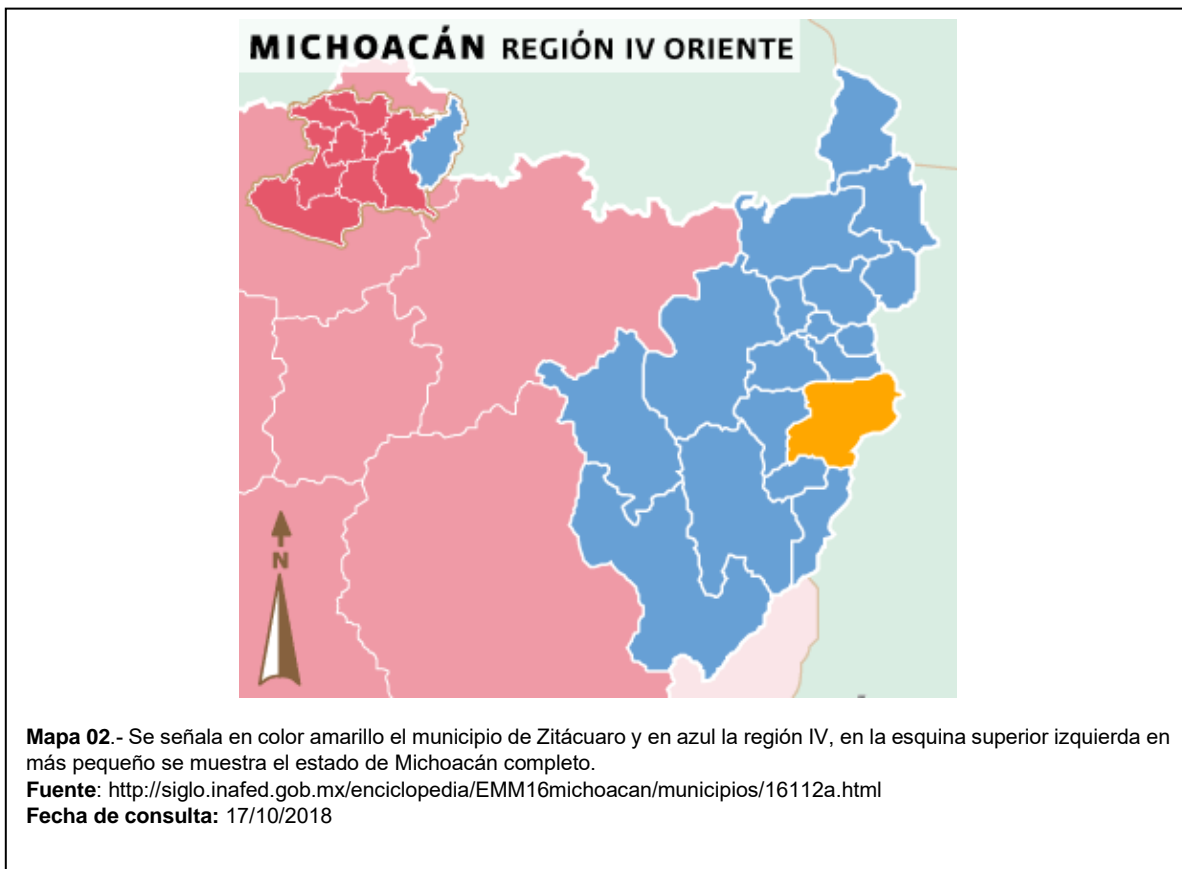 MICHOACÁN REGIÓN IV ORIENTE
N
Mapa 02.- Se señala en color amarillo el municipio de Zitácuaro y en azul la región IV, en la esquina superior izquierda en
más pequeño se muestra el estado de Michoacán completo.
Fuente: http://siglo.inafed.gob.mx/enciclopedia/EMM16michoacan/municipios/16112a.html
Fecha de consulta: 17/10/2018